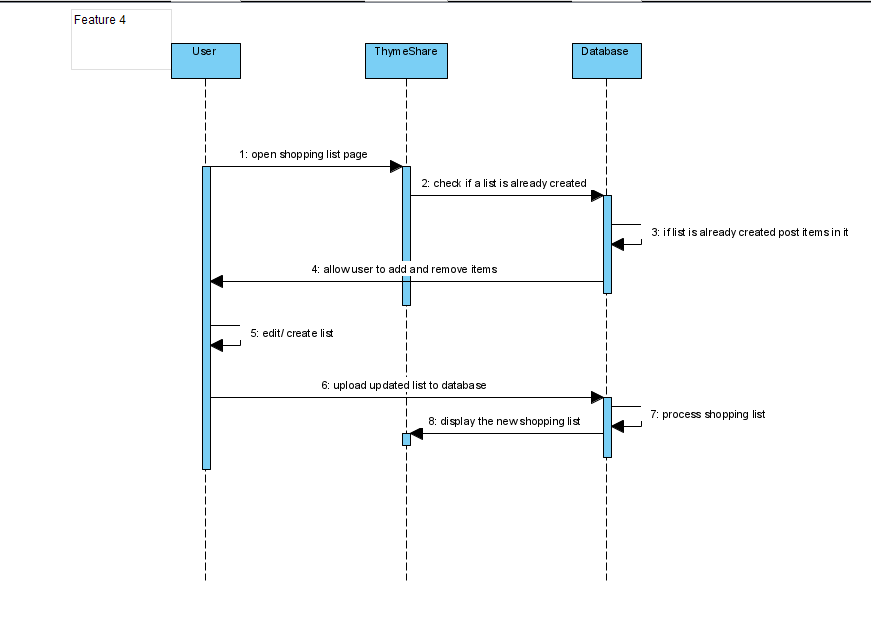 Feature 4
User
ThymeShare
Database
1: open shopping list page
2: check if a list is already created
3: if list is already created post items in it
4: allow user to add and remove items
5: edit/ create list
6: upload updated list to database
7: process shopping list
8: display the new shopping list